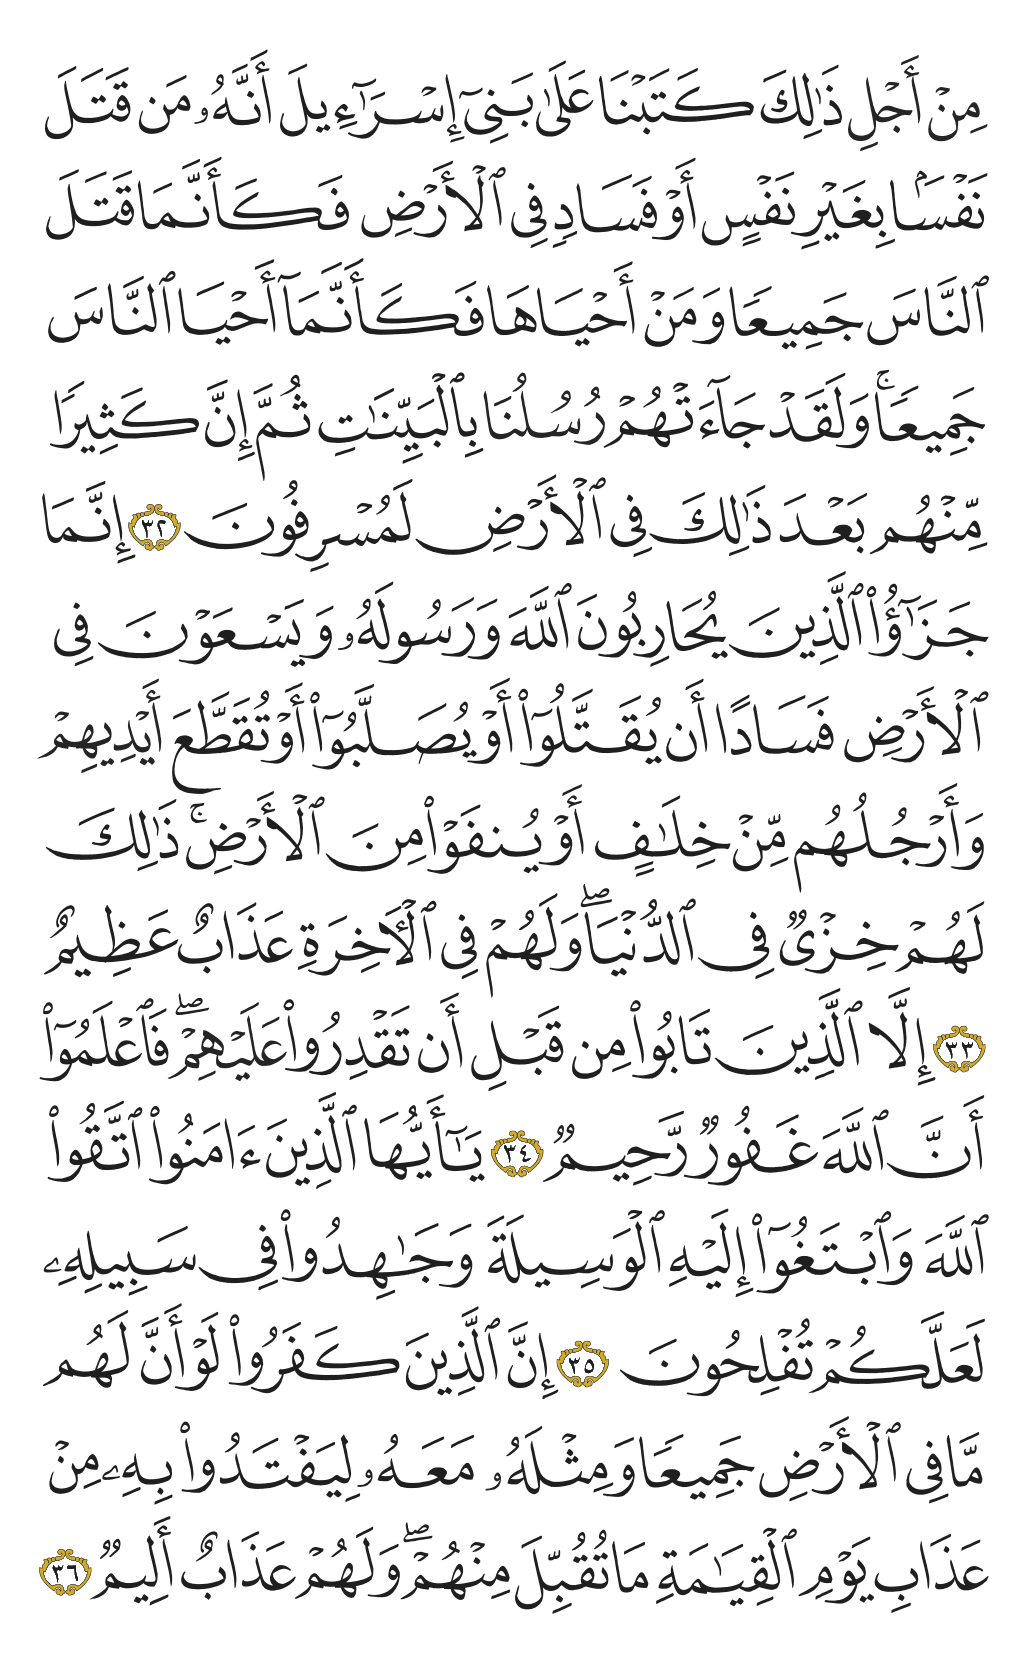 مِنۡ أَجۡلِ ذَٰلِكَ كَتَبۡنَا عَلَىٰ بَنِيٓ إِسۡرَـٰٓءِيلَ أَنَّهُۥ مَن قَتَلَ
نَفۡسَۢا بِغَيۡرِ نَفۡسٍ أَوۡ فَسَادٖ فِي ٱلۡأَرۡضِ فَكَأَنَّمَا قَتَلَ
ٱلنَّاسَ جَمِيعٗا وَمَنۡ أَحۡيَاهَا فَكَأَنَّمَآ أَحۡيَا ٱلنَّاسَ
جَمِيعٗاۚ وَلَقَدۡ جَآءَتۡهُمۡ رُسُلُنَا بِٱلۡبَيِّنَٰتِ ثُمَّ إِنَّ كَثِيرٗا
مِّنۡهُم بَعۡدَ ذَٰلِكَ فِي ٱلۡأَرۡضِ لَمُسۡرِفُونَ ٣٢ إِنَّمَا
جَزَـٰٓؤُاْ ٱلَّذِينَ يُحَارِبُونَ ٱللَّهَ وَرَسُولَهُۥ وَيَسۡعَوۡنَ فِي
ٱلۡأَرۡضِ فَسَادًا أَن يُقَتَّلُوٓاْ أَوۡ يُصَلَّبُوٓاْ أَوۡ تُقَطَّعَ أَيۡدِيهِمۡ
وَأَرۡجُلُهُم مِّنۡ خِلَٰفٍ أَوۡ يُنفَوۡاْ مِنَ ٱلۡأَرۡضِۚ ذَٰلِكَ
لَهُمۡ خِزۡيٞ فِي ٱلدُّنۡيَاۖ وَلَهُمۡ فِي ٱلۡأٓخِرَةِ عَذَابٌ عَظِيمٌ
٣٣ إِلَّا ٱلَّذِينَ تَابُواْ مِن قَبۡلِ أَن تَقۡدِرُواْ عَلَيۡهِمۡۖ فَٱعۡلَمُوٓاْ
أَنَّ ٱللَّهَ غَفُورٞ رَّحِيمٞ ٣٤ يَـٰٓأَيُّهَا ٱلَّذِينَ ءَامَنُواْ ٱتَّقُواْ
ٱللَّهَ وَٱبۡتَغُوٓاْ إِلَيۡهِ ٱلۡوَسِيلَةَ وَجَٰهِدُواْ فِي سَبِيلِهِۦ
لَعَلَّكُمۡ تُفۡلِحُونَ ٣٥ إِنَّ ٱلَّذِينَ كَفَرُواْ لَوۡ أَنَّ لَهُم
مَّا فِي ٱلۡأَرۡضِ جَمِيعٗا وَمِثۡلَهُۥ مَعَهُۥ لِيَفۡتَدُواْ بِهِۦ مِنۡ
عَذَابِ يَوۡمِ ٱلۡقِيَٰمَةِ مَا تُقُبِّلَ مِنۡهُمۡۖ وَلَهُمۡ عَذَابٌ أَلِيمٞ ٣٦